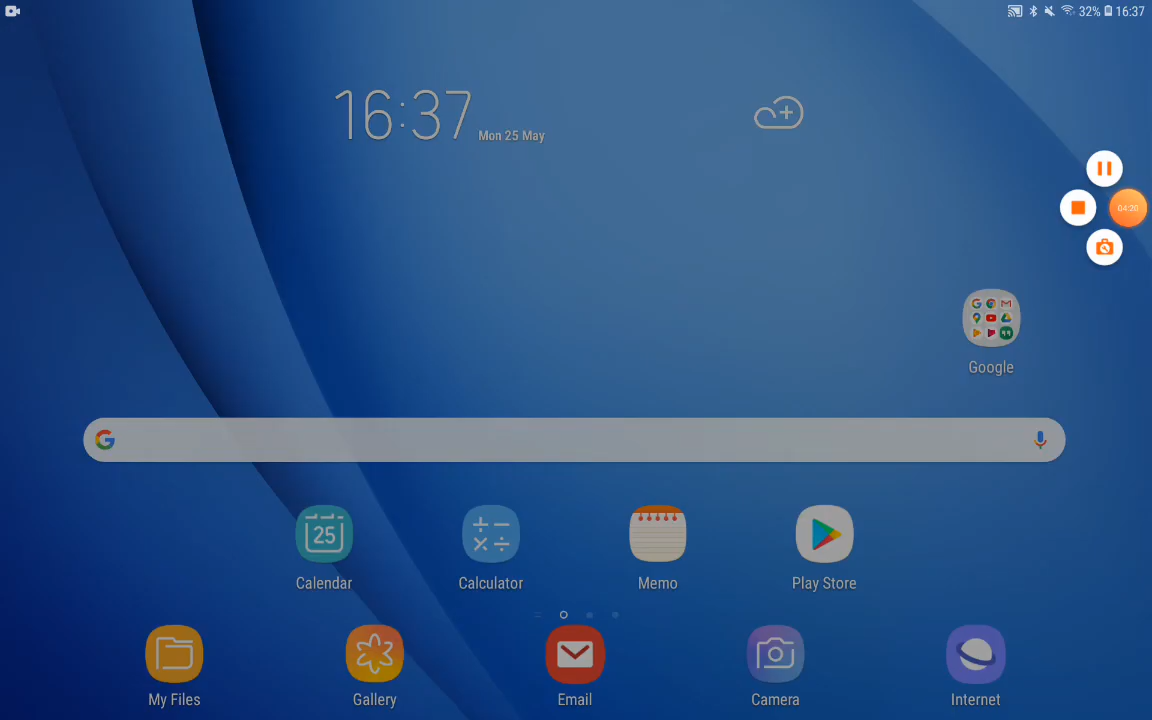 32% 16:37
16:37 Mon 25 May
04:20
Google
25
Calendar Calculator Memo Play Store
My Files Gallery Email Camera Internet